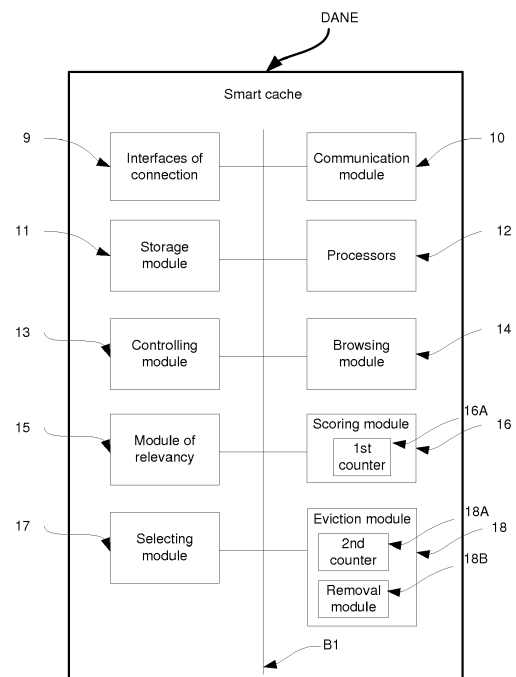 DANE
Smart cache
9
Interfaces of
connection
Communication
module
10
11
Storage
module
Processors
12
13
Controlling
module
Browsing
module
14
15
Module of
relevancy
Scoring module
1st
counter
16A
16
17
Selecting
module
Eviction module
2nd
counter
Removal
module
18A
18
18B
B1